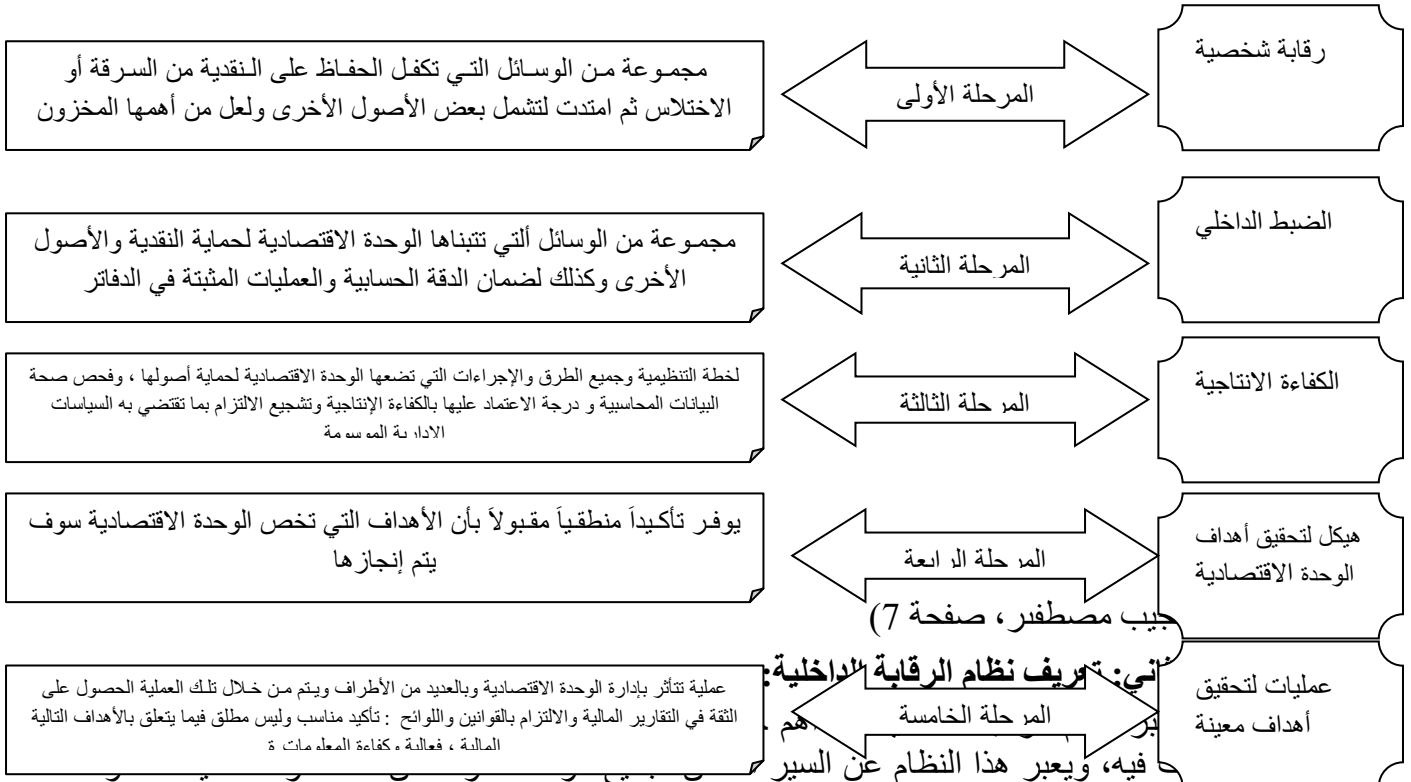 رقابة شخصية
المرحلة الأولى
مجموعة من الوسائل التي تكفل الحفاظ على النقدية من السرقة أو
الاختلاس ثم امتدت لتشمل بعض الأصول الأخرى ولعل من أهمها المخزون
الضبط الداخلي
المرحلة الثانية
مجموعة من الوسائل ألتي تتبناها الوحدة الاقتصادية لحماية النقدية والأصول
الأخرى وكذلك لضمان الدقة الحسابية والعمليات المثبتة في الدفاتر
الكفاءة الانتاجية
المرحلة الثالثة
لخطة التنظيمية وجميع الطرق والإجراءات التي تضعها الوحدة الاقتصادية لحماية أصولها ، وفحص صحة
البيانات المحاسبية و درجة الاعتماد عليها بالكفاءة الإنتاجية وتشجيع الالتزام بما تقتضي به السياسات
الادارية الموسومة
هيكل لتحقيق أهداف
الوحدة الاقتصادية
المرحلة الرابعة
يوفر تأكيداَ منطقياَ مقبولاَ بأن الأهداف التي تخص الوحدة الاقتصادية سوف
يتم إنجازها
صفحة 7)
تعريف نظام الرقابة الداخلية:
عمليات لتحقيق
أهداف معينة
المرحلة الخامسة
عملية تتأثر بإدارة الوحدة الاقتصادية وبالعديد من الأطراف ويتم من خلال تلك العملية الحصول على
الثقة في التقارير المالية والالتزام بالقوانين واللوائح : تأكيد مناسب وليس مطلق فيما يتعلق بالأهداف التالية
المالية ، فعالية وكفاءة المعلومات
فيه، ويعبر هذا النظام عن السير